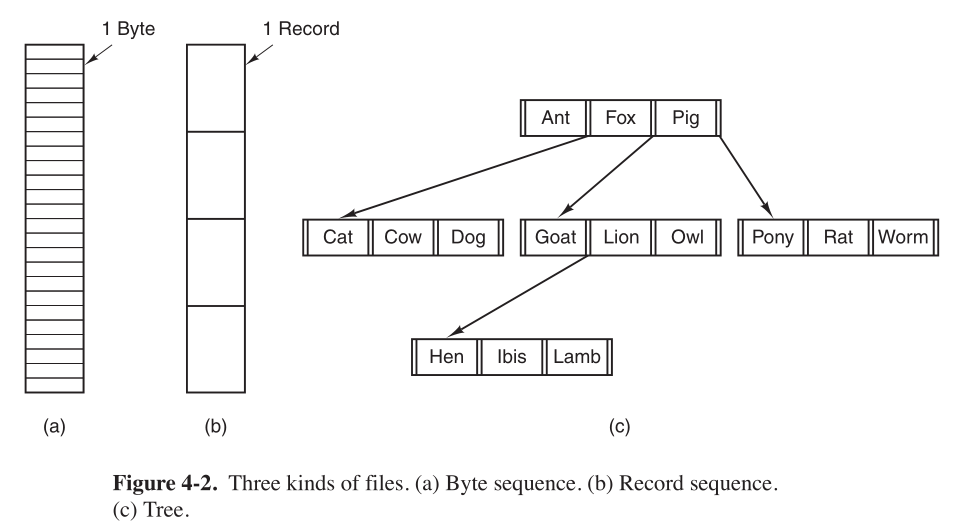 1 Byte
1 Record
Ant Fox Pig
Cat Cow Dog
Goat Lion Owl
Pony Rat Worm
Hen Ibis Lamb
(a)
(b)
(c)
Figure 4-2. Three kinds of files. (a) Byte sequence. (b) Record sequence.
(c) Tree.